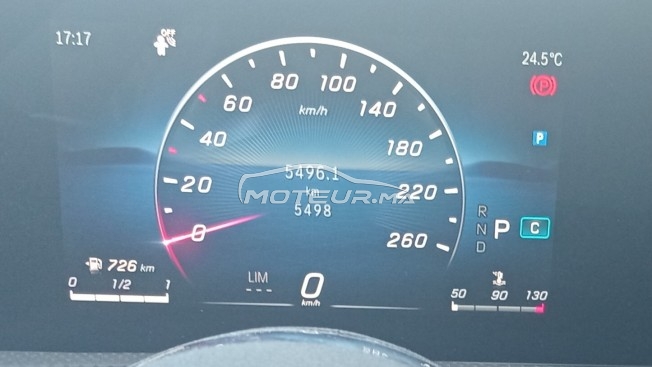 17:17
OFF
24.5°C
0 20 40 60 80 100 140 180 220 260
km/h
P
P
5496.1
km
MOTEUR.MA
5498
R
N P C
D
726 km
0 1/2 1
LIM
---
0
km/h
50 90 130